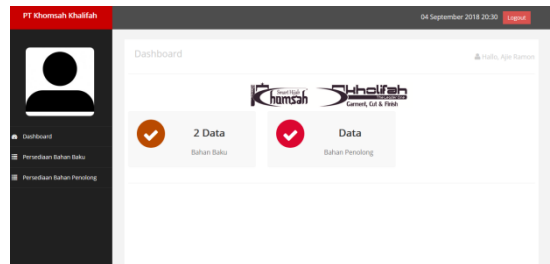 PT Khomsah Khalifah
04 September 2018 20:30 Logout
Dashboard
Hallo, Ajie Ramon
Khomsah
Kholifah
Garment, Cut & Finish
Dashboard
Persediaan Bahan Baku
Persediaan Bahan Penolong
2 Data
Bahan Baku
Data
Bahan Penolong